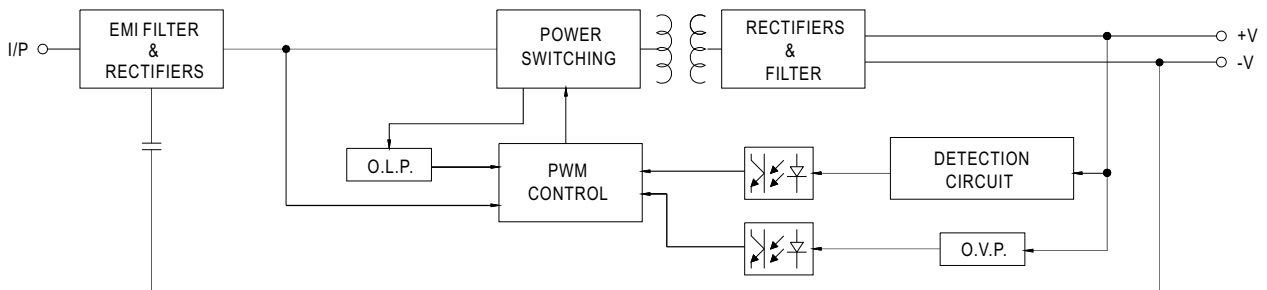 I/P
EMI FILTER
&
RECTIFIERS
POWER
SWITCHING
RECTIFIERS
&
FILTER
+V
-V
O.L.P.
PWM
CONTROL
DETECTION
CIRCUIT
O.V.P.